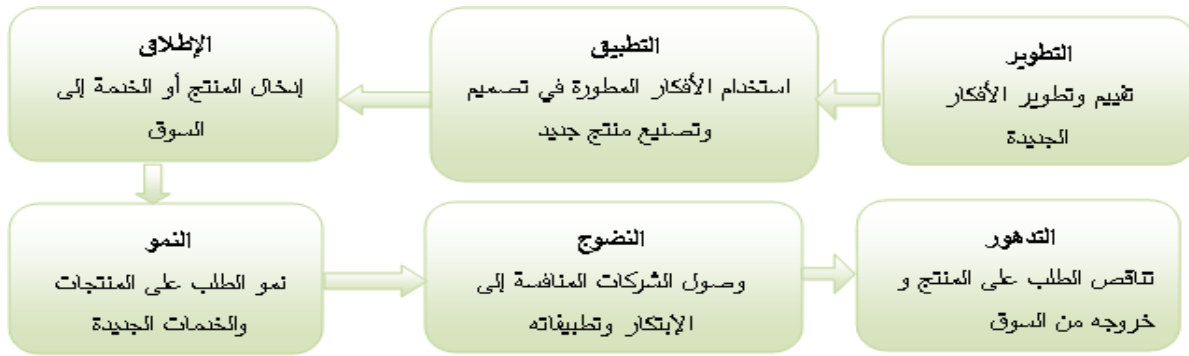 التطوير
تقييم وتطوير الأفكار
الجديدة
التطبيق
استخدام الأفكار المطورة في تصميم
وتصنيع منتج جديد
الإطلاق
إدخال المنتج أو الخدمة إلى
السوق
النمو
نمو الطلب على المنتجات
والخدمات الجديدة
النضوج
وصول الشركات المنافسة إلى
الإبتكار وتطبيقاته
التدهور
تناقص الطلب على المنتج و
خروجه من السوق